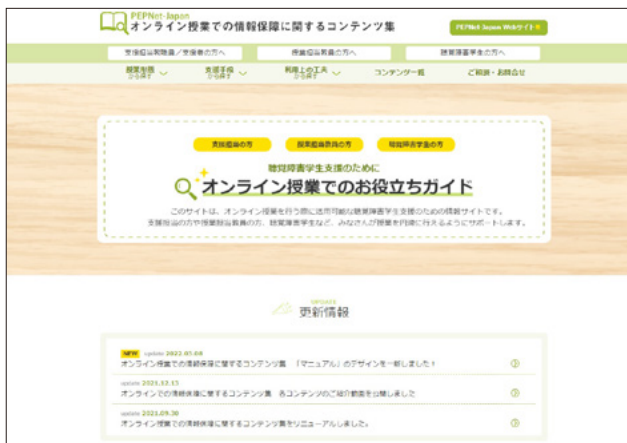 PEPNet-Japan
オンライン授業での情報保障に関するコンテンツ集
PEPNet-Japan Webサイト
支援担当教職員／支援者の方へ
授業担当教員の方へ
聴覚障害学生の方へ
授業形態から探す
支援手段から探す
利用上の工夫から探す
コンテンツ一覧
ご相談・お問合せ
支援担当の方
授業担当教員の方
聴覚障害学生の方
聴覚障害学生支援のために
オンライン授業でのお役立ちガイド
このサイトは、オンライン授業を行う際に活用可能な聴覚障害学生支援のための情報サイトです。
支援担当の方や授業担当教員の方、聴覚障害学生など、みなさんが授業を円滑に行えるようにサポートします。
UPDATE
更新情報
NEW update 2022.05.08
オンライン授業での情報保障に関するコンテンツ集 「マニュアル」のデザインを一新しました！
update 2021.12.15
オンラインでの情報保障に関するコンテンツ集 各コンテンツのご紹介動画を公開しました
update 2021.09.30
オンライン授業での情報保障に関するコンテンツ集をリニューアルしました。